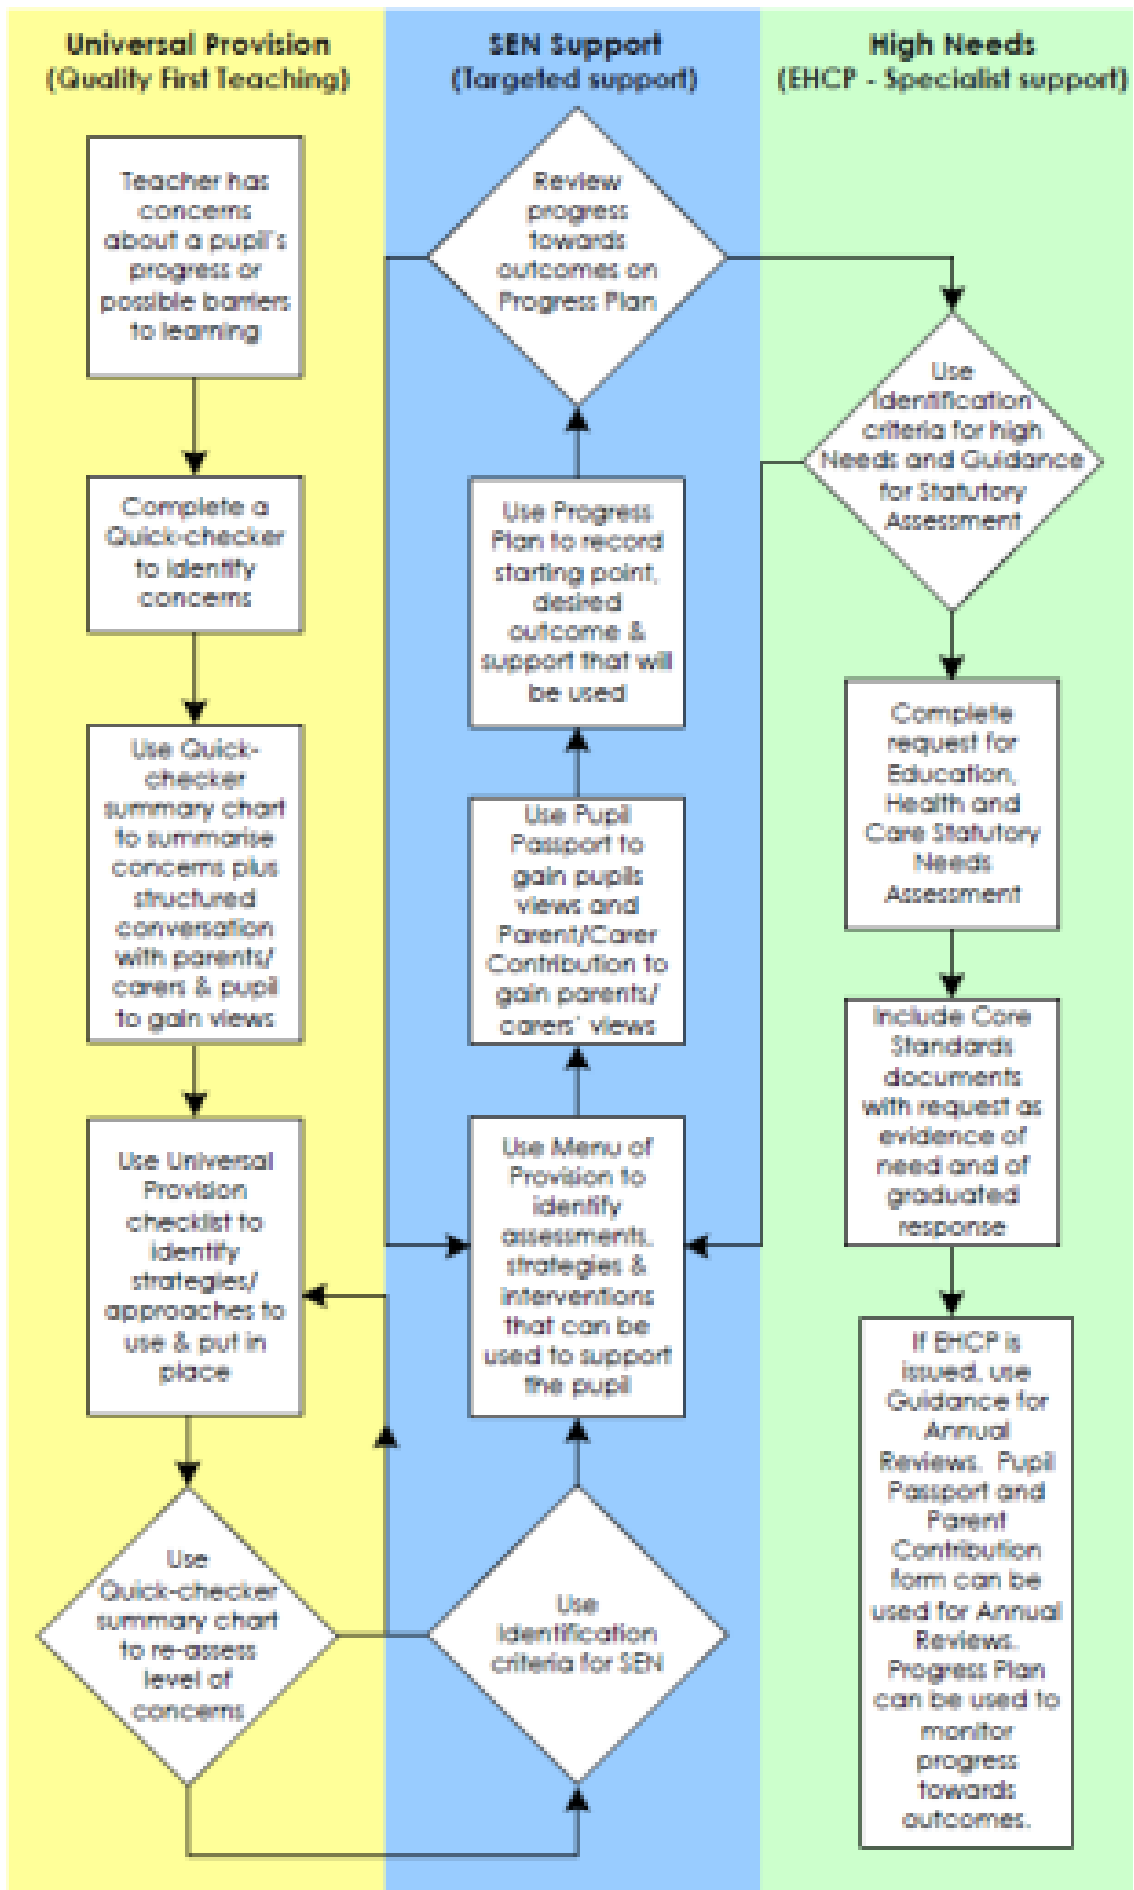 Universal Provision
(Quality First Teaching)
Teacher has
concerns
about a pupil's
progress or
possible barriers
to learning
Complete a
Quick-checker
to identify
concerns
Use Quick-
checker
summary chart
to summarise
concerns plus
structured
conversation
with parents/
carers & pupil
to gain views
Use Universal
Provision
checklist to
identify
strategies/
approaches to
use & put in
place
Use
Quick-checker
summary chart
to re-assess
level of
concerns
SEN Support
(Targeted support)
Review
progress
towards
outcomes on
Progress Plan
Use Progress
Plan to record
starting point,
desired
outcome &
support that will
be used
Use Pupil
Passport to
gain pupils
views and
Parent/Carer
Contribution to
gain parents/
carers' views
Use Menu of
Provision to
identify
assessments,
strategies &
interventions
that can be
used to support
the pupil
Use
Identification
criteria for SEN
High Needs
(EHCP - Specialist support)
Use
Identification
criteria for high
Needs and Guidance
for Statutory
Assessment
Complete
request for
Education,
Health and
Care Statutory
Needs
Assessment
Include Core
Standards
documents
with request as
evidence of
need and of
graduated
response
If EHCP is
issued, use
Guidance for
Annual
Reviews. Pupil
Passport and
Parent
Contribution
form can be
used for Annual
Reviews.
Progress Plan
can be used to
monitor
progress
towards
outcomes.